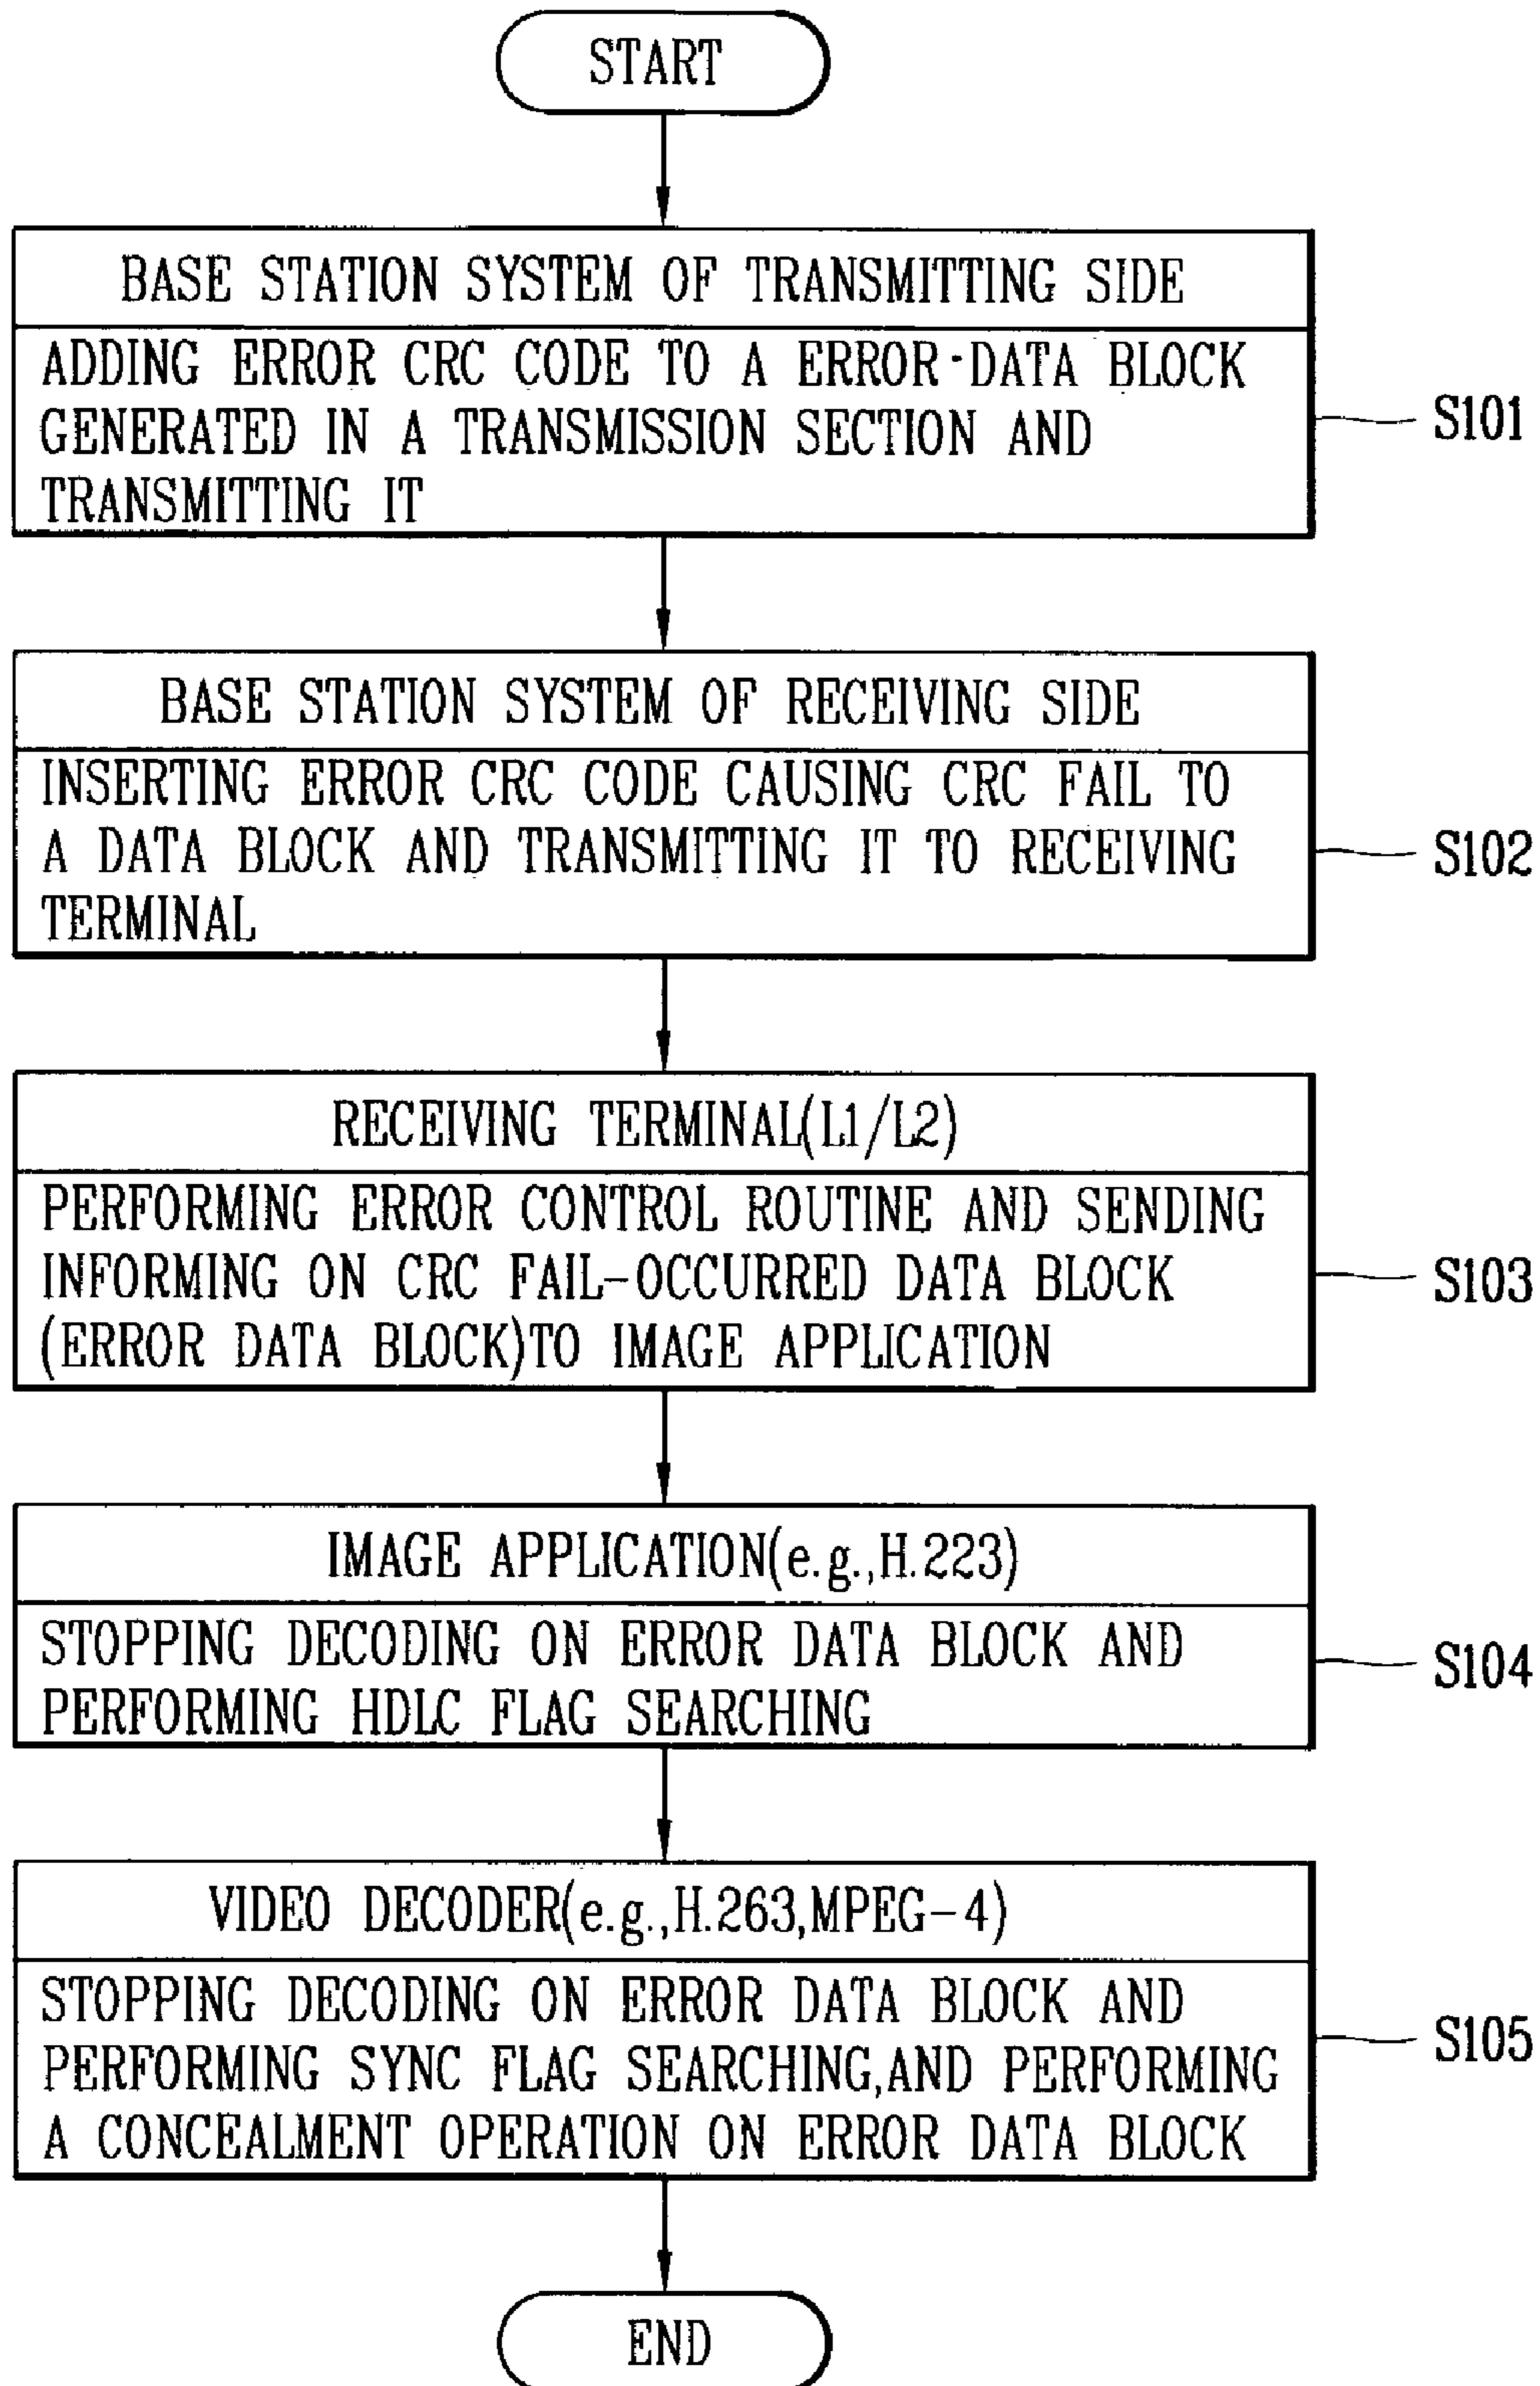 START
BASE STATION SYSTEM OF TRANSMITTING SIDE
ADDING ERROR CRC CODE TO A ERROR-DATA BLOCK
GENERATED IN A TRANSMISSION SECTION AND
TRANSMITTING IT
S101
BASE STATION SYSTEM OF RECEIVING SIDE
INSERTING ERROR CRC CODE CAUSING CRC FAIL TO
A DATA BLOCK AND TRANSMITTING IT TO RECEIVING
TERMINAL
S102
RECEIVING TERMINAL(L1/L2)
PERFORMING ERROR CONTROL ROUTINE AND SENDING
INFORMING ON CRC FAIL-OCCURRED DATA BLOCK
(ERROR DATA BLOCK)TO IMAGE APPLICATION
S103
IMAGE APPLICATION(e.g.,H.223)
STOPPING DECODING ON ERROR DATA BLOCK AND
PERFORMING HDLC FLAG SEARCHING
S104
VIDEO DECODER(e.g.,H.263,MPEG-4)
STOPPING DECODING ON ERROR DATA BLOCK AND
PERFORMING SYNC FLAG SEARCHING,AND PERFORMING
A CONCEALMENT OPERATION ON ERROR DATA BLOCK
S105
END